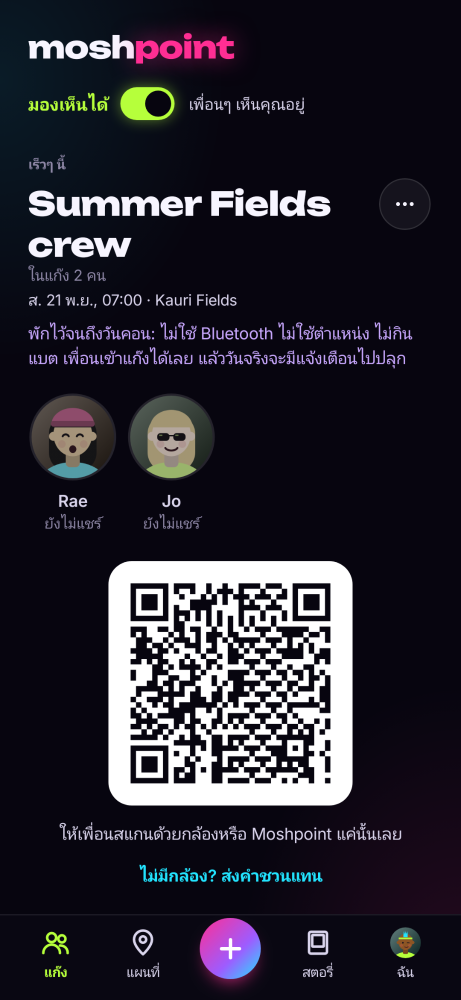 moshpoint
มองเห็นได้
เพื่อนๆ เห็นคุณอยู่
เร็วๆ นี้
Summer Fields
crew
ในแก๊ง 2 คน
ส. 21 พ.ย., 07:00 · Kauri Fields
พักไว้จนถึงวันคอน: ไม่ใช้ Bluetooth ไม่ใช้ตำแหน่ง ไม่กิน
แบต เพื่อนเข้าแก๊งได้เลย แล้ววันจริงจะมีแจ้งเตือนไปปลุก
Rae
Jo
ยังไม่แชร์
ยังไม่แชร์
ให้เพื่อนสแกนด้วยกล้องหรือ Moshpoint แค่นั้นเลย
ไม่มีกล้อง? ส่งคำชวนแทน
แก๊ง
แผนที่
สตอรี่
ฉัน